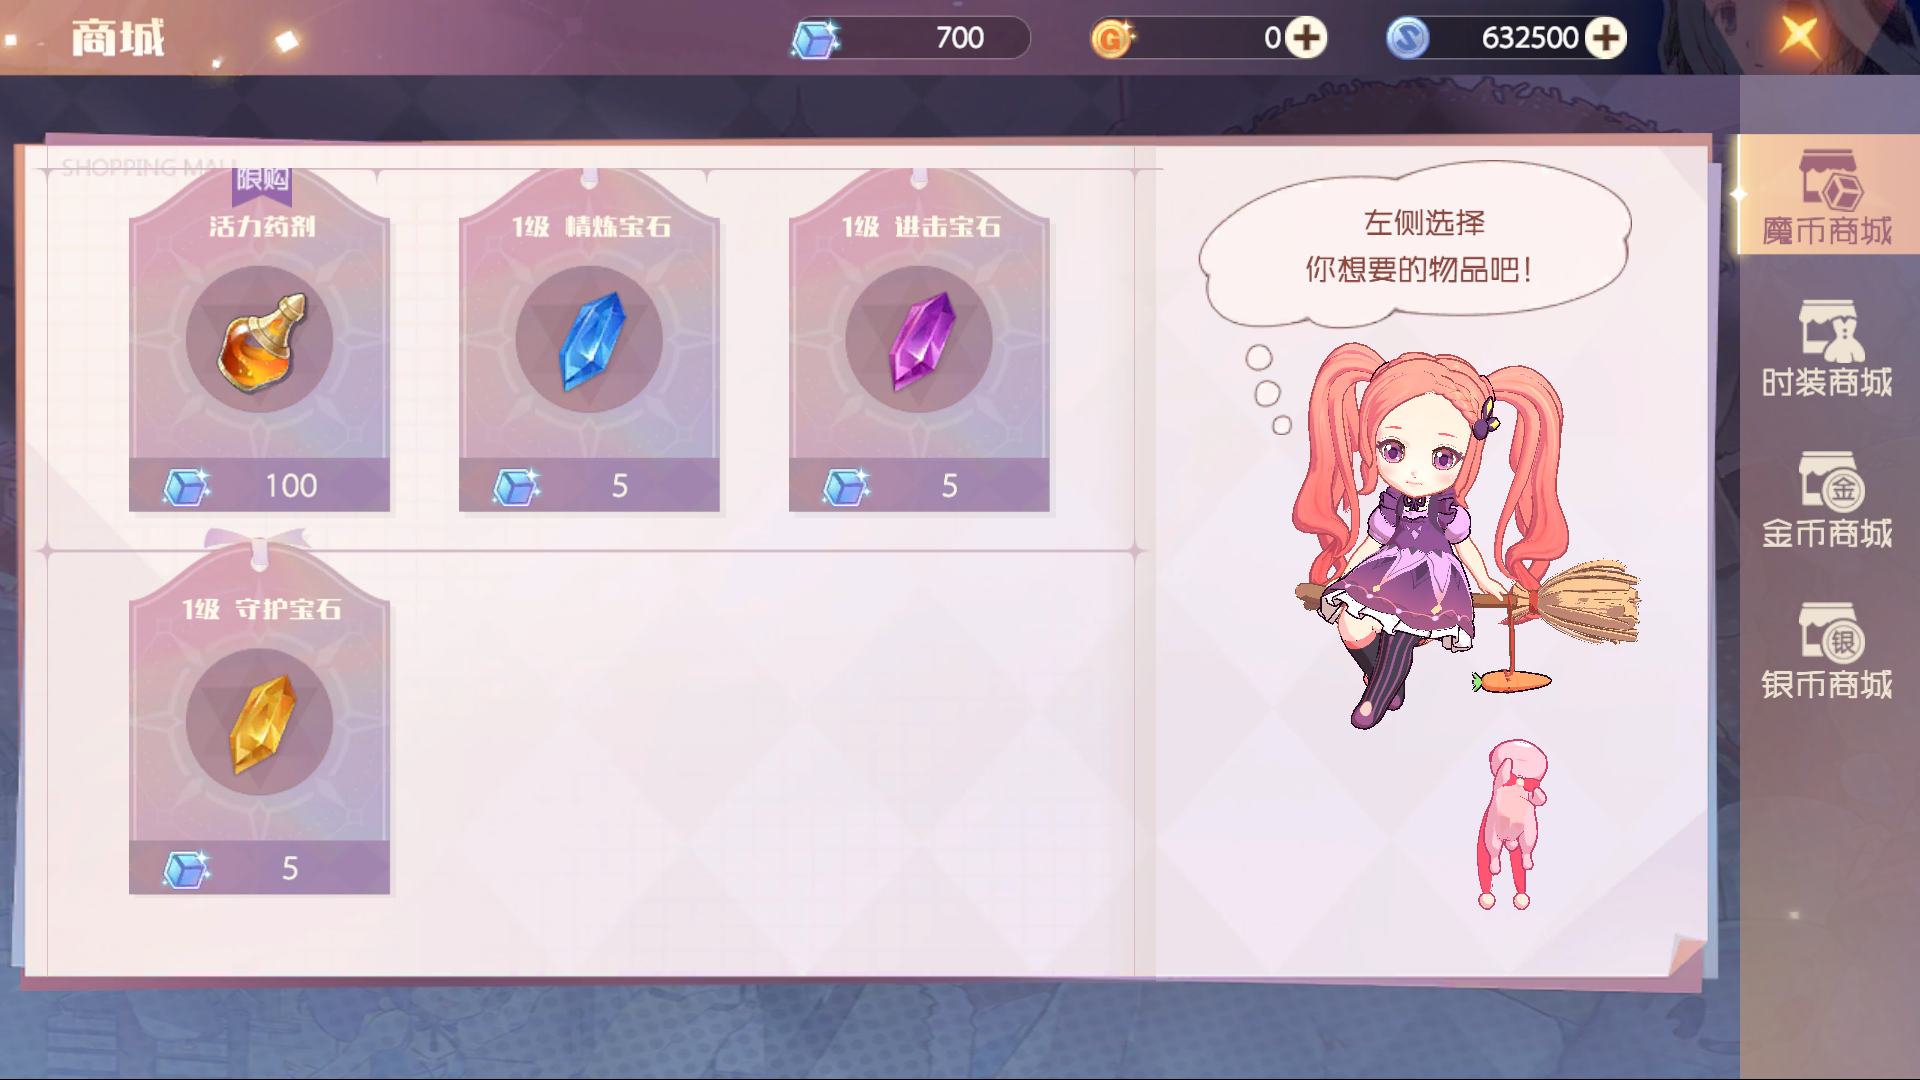 商城
700
0
632500
SHOPPING MALL
限购
活力药剂
100
1级 精炼宝石
5
1级 进击宝石
5
1级 守护宝石
5
左侧选择
你想要的物品吧！
魔币商城
时装商城
金
金币商城
银
银币商城